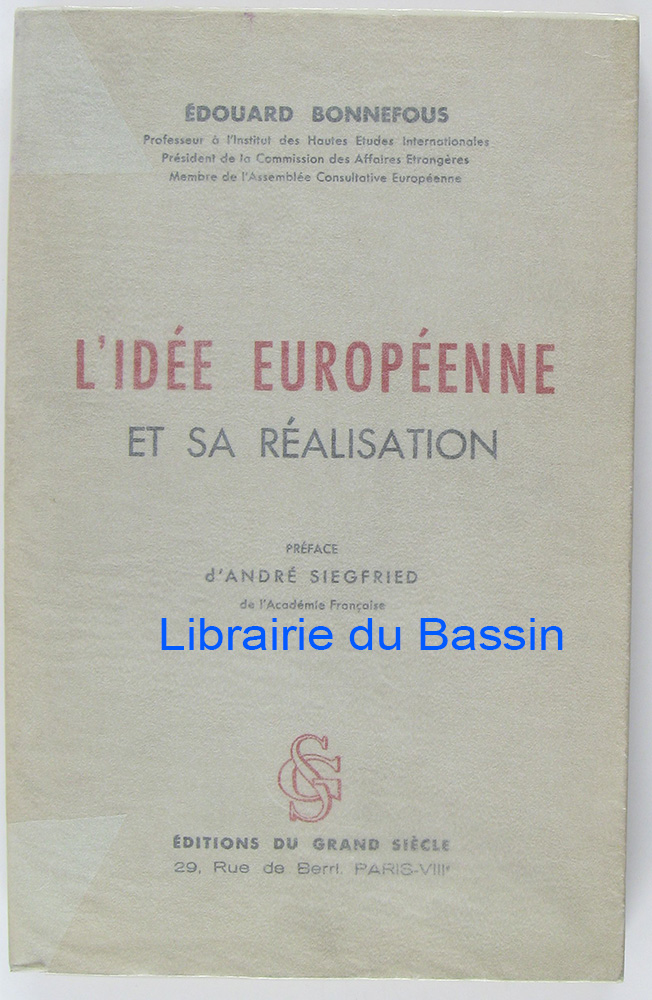 ÉDOUARD BONNEFOUS
Professeur à l'Institut des Hautes Etudes Internationales
Président de la Commission des Affaires Etrangères
Membre de l'Assemblée Consultative Européenne
L'IDÉE EUROPÉENNE
ET SA RÉALISATION
PRÉFACE
d'ANDRÉ SIEGFRIED
de l'Académie Française
Librairie du Bassin
GS
ÉDITIONS DU GRAND SIÈCLE
29, Rue de Berri. PARIS-VIIIᵉ